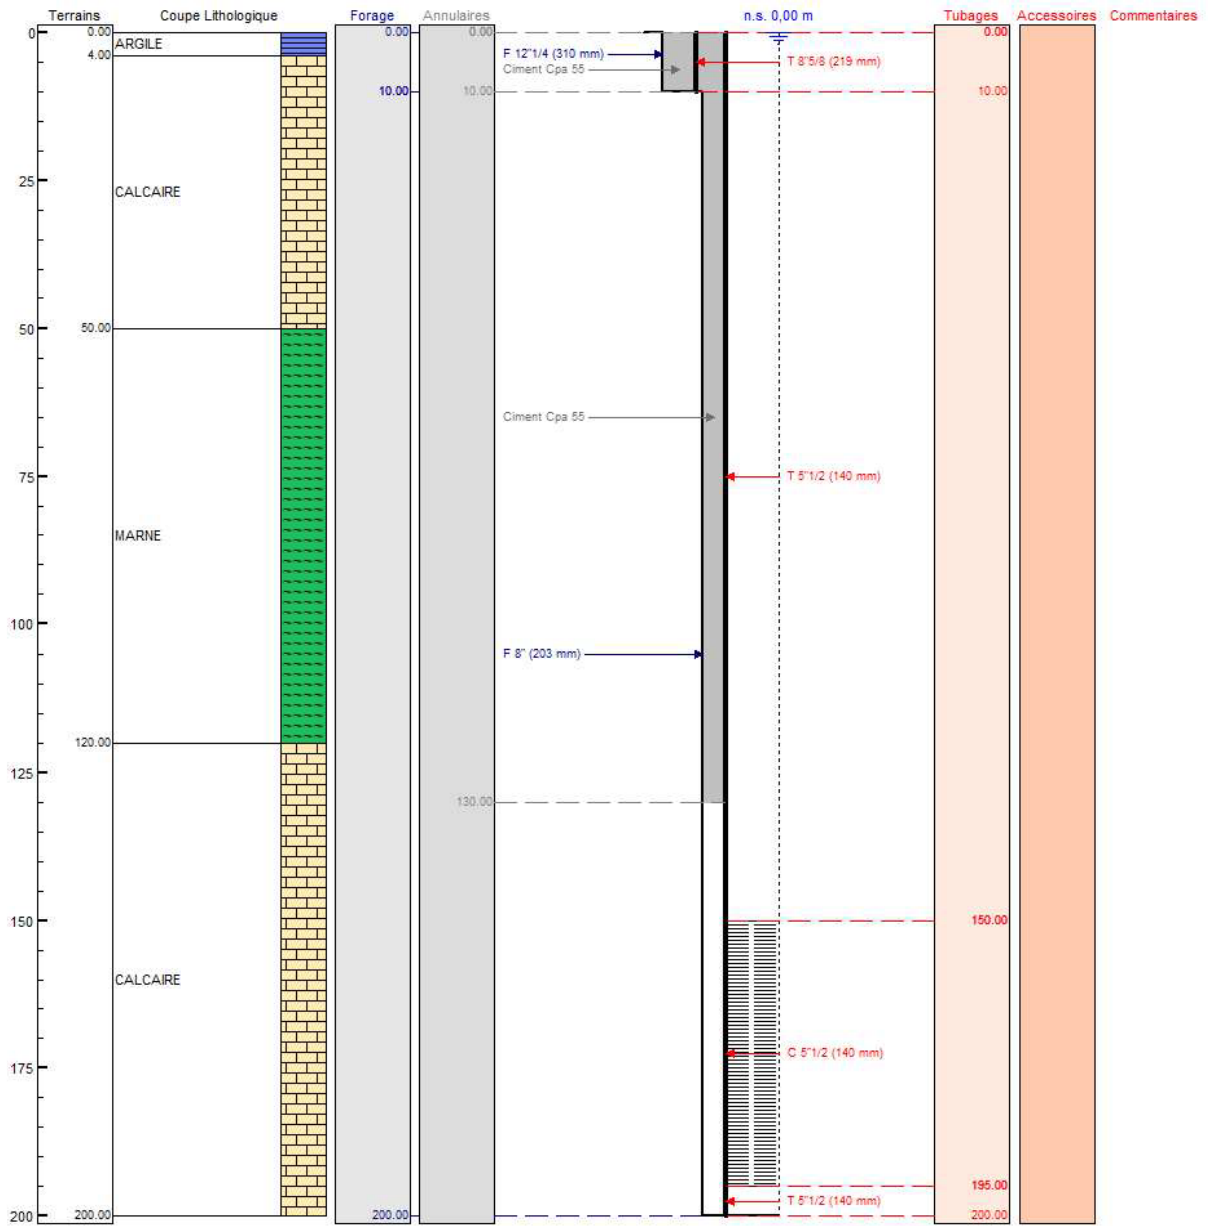 Terrains Coupe Lithologique Forage Annulaires n.s. 0,00 m Tubages Accessoires Commentaires
0 0.00 ARGILE 0.00 0.00 0.00
4.00 F 12"1/4 (310 mm) T 8"5/8 (219 mm)
Ciment Cpa 55
10.00 10.00 10.00
25 CALCAIRE
50 50.00
Ciment Cpa 55
75 T 5"1/2 (140 mm)
MARNE
100
F 8" (203 mm)
120.00
125
130.00
150 150.00
CALCAIRE
175 C 5"1/2 (140 mm)
195.00
T 5"1/2 (140 mm)
200 200.00 200.00 200.00